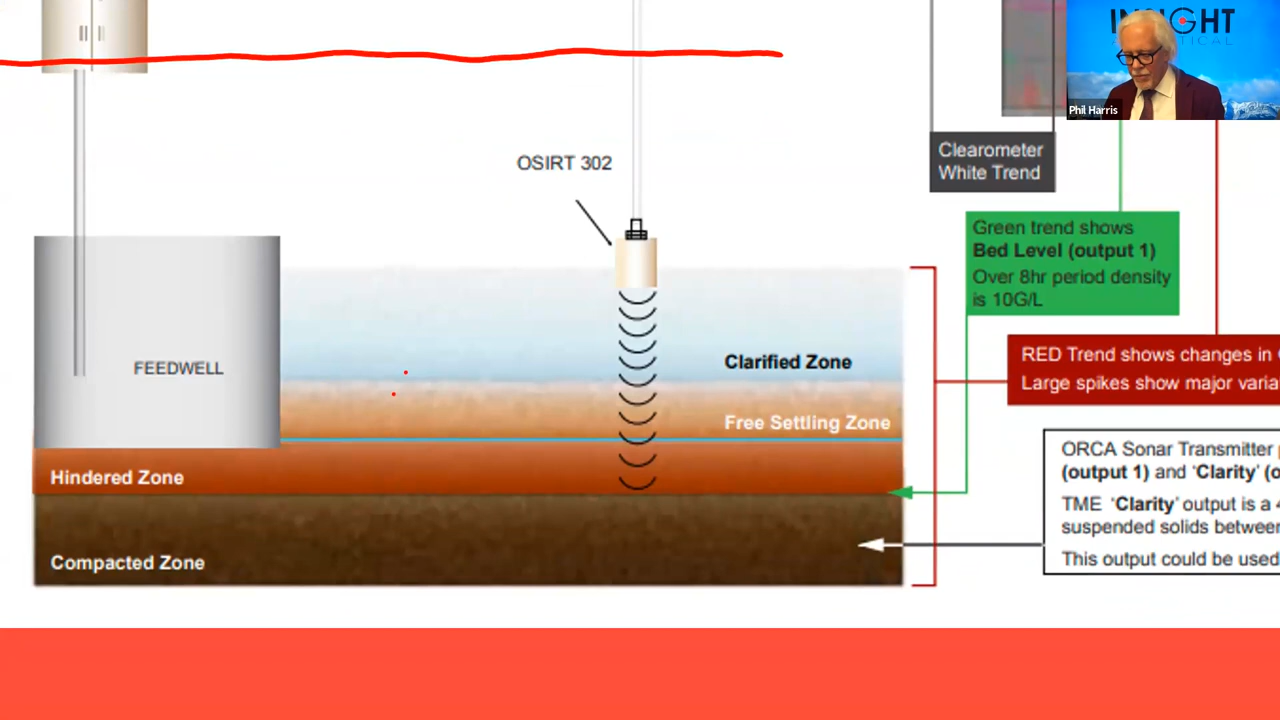 INSIGHT
Phil Harris
Clearometer
White Trend
OSIRT 302
Green trend shows
Bed Level (output 1)
Over 8hr period density
is 10G/L
FEEDWELL
Clarified Zone
RED Trend shows changes in
Large spikes show major varia
Free Settling Zone
ORCA Sonar Transmitter
(output 1) and ‘Clarity’ (o
Hindered Zone
TME ‘Clarity’ output is a 4
suspended solids between
This output could be used
Compacted Zone